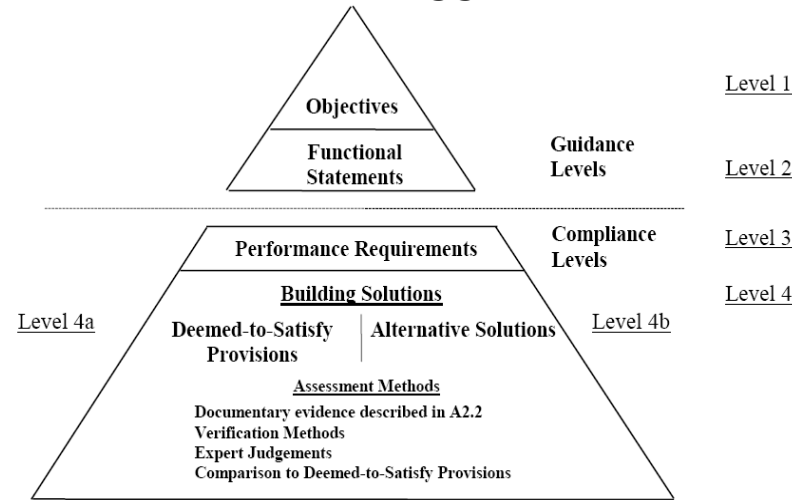 Level 1
Objectives
Functional
Statements
Guidance
Levels
Level 2
Performance Requirements
Compliance
Levels
Level 3
Building Solutions
Level 4
Level 4a
Deemed-to-Satisfy
Provisions
Alternative Solutions
Level 4b
Assessment Methods
Documentary evidence described in A2.2
Verification Methods
Expert Judgements
Comparison to Deemed-to-Satisfy Provisions